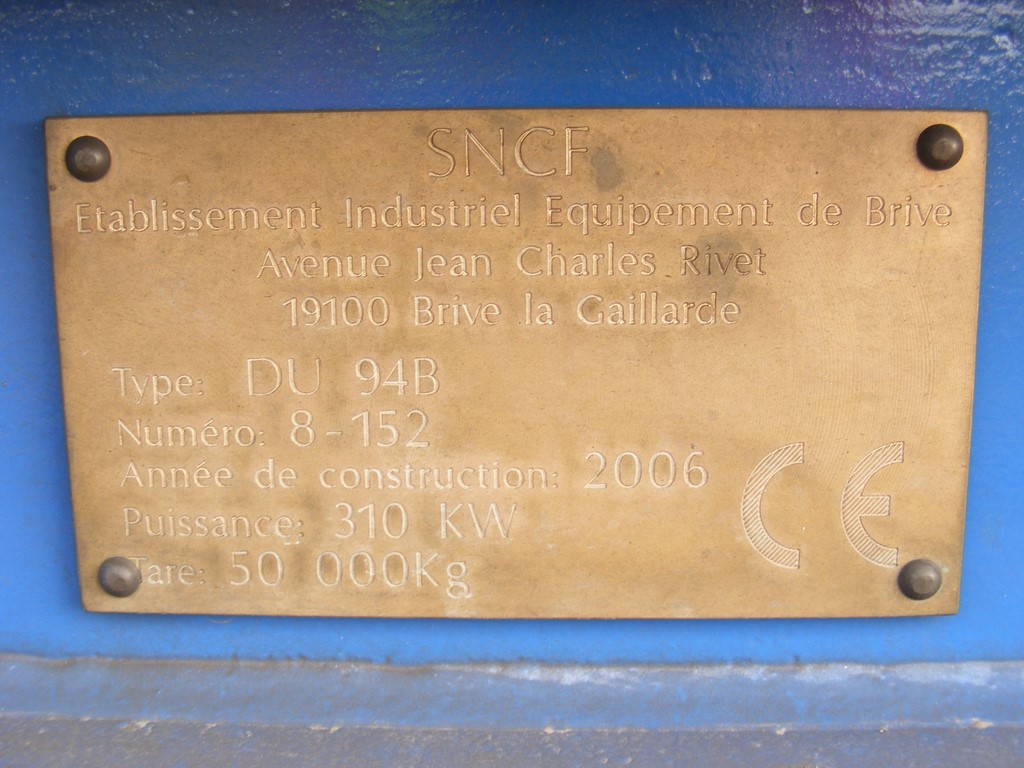 SNCF
Etablissement Industriel Equipement de Brive
Avenue Jean Charles Rivet
19100 Brive la Gaillarde
Type: DU 94B
Numéro: 8-152
Année de construction: 2006
Puissance: 310 KW
Tare: 50 000Kg
CE